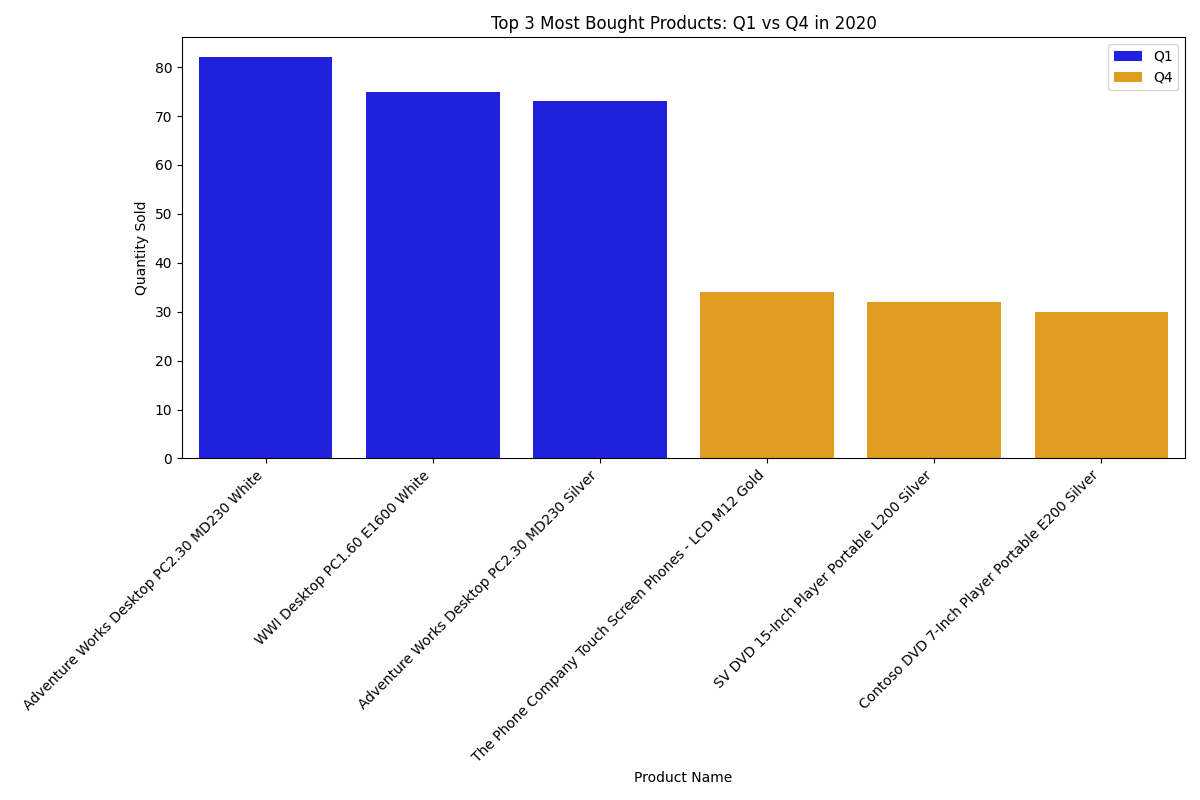 Top 3 Most Bought Products: Q1 vs Q4 in 2020
Q1
Q4
80
70
60
50
40
30
20
10
0
Quantity Sold
Adventure Works Desktop PC2.30 MD230 White
WWI Desktop PC1.60 E1600 White
Adventure Works Desktop PC2.30 MD230 Silver
The Phone Company Touch Screen Phones - LCD M12 Gold
SV DVD 15-Inch Player Portable L200 Silver
Contoso DVD 7-Inch Player Portable E200 Silver
Product Name